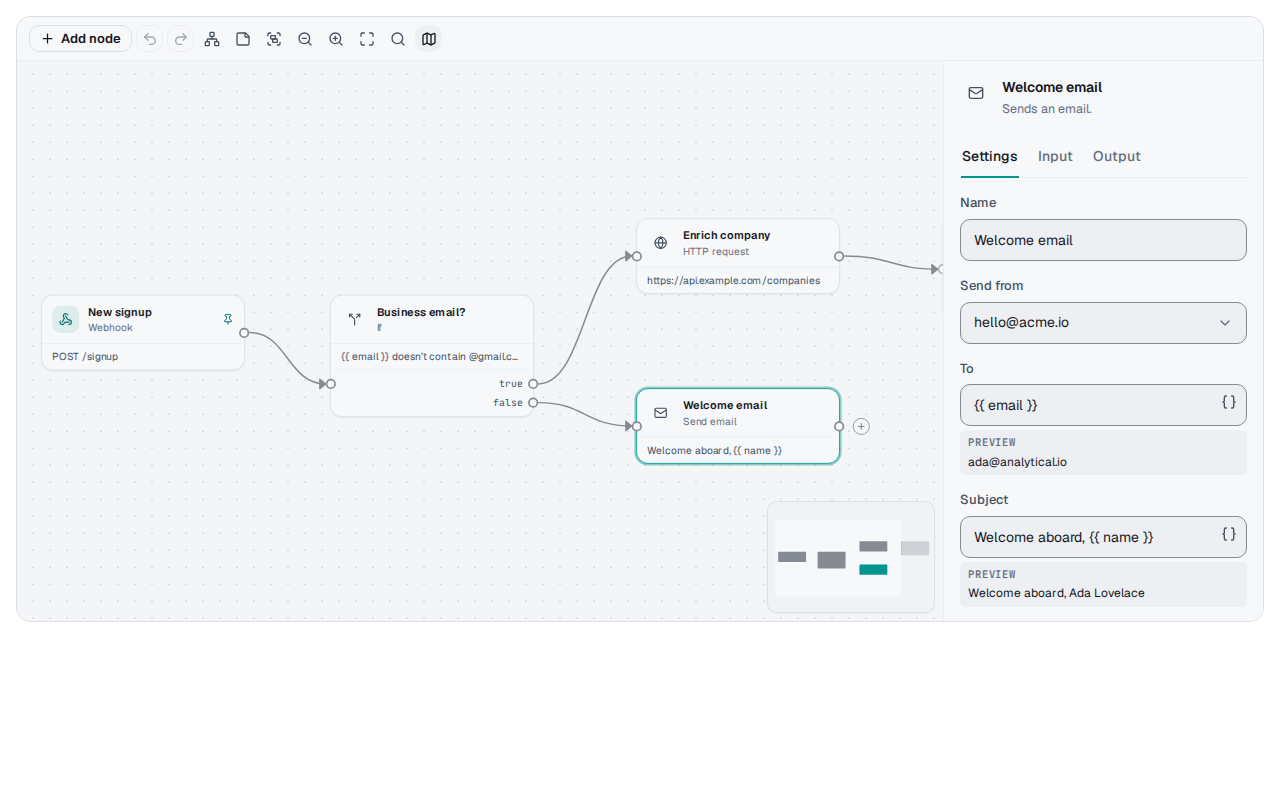 Add node
New signup
Webhook
POST /signup
Business email?
If
{{ email }} doesn't contain @gmail.c…
true
false
Enrich company
HTTP request
https://api.example.com/companies
Welcome email
Send email
Welcome aboard, {{ name }}
Welcome email
Sends an email.
Settings Input Output
Name
Welcome email
Send from
hello@acme.io
To
{{ email }}
{}
PREVIEW
ada@analytical.io
Subject
Welcome aboard, {{ name }}
{}
PREVIEW
Welcome aboard, Ada Lovelace